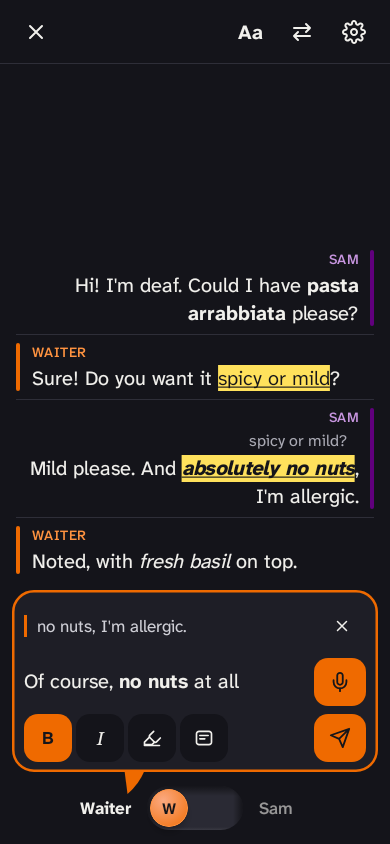 Aa
SAM
Hi! I'm deaf. Could I have pasta
arrabbiata please?
WAITER
Sure! Do you want it spicy or mild?
SAM
spicy or mild?
Mild please. And absolutely no nuts,
I'm allergic.
WAITER
Noted, with fresh basil on top.
no nuts, I'm allergic.
Of course, no nuts at all
B I
Waiter W Sam